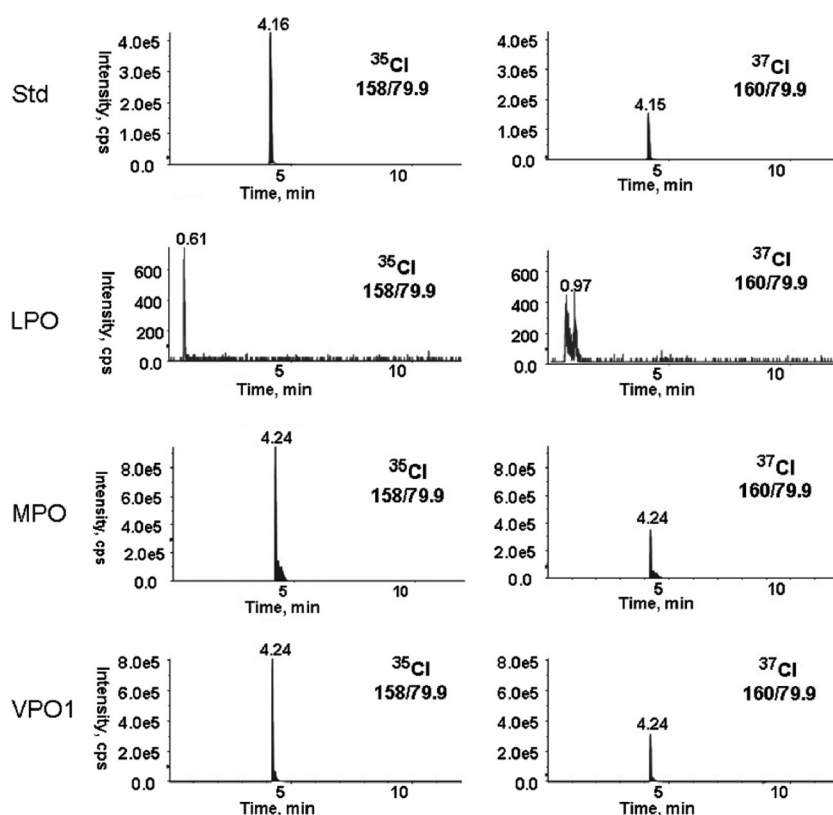 Std
Intensity, cps
4.0e5
3.0e5
2.0e5
1.0e5
0.0
4.16
³⁵Cl
158/79.9
5
10
Time, min
4.0e5
3.0e5
2.0e5
1.0e5
0.0
4.15
³⁷Cl
160/79.9
5
10
Time, min
LPO
Intensity, cps
600
400
200
0.0
0.61
³⁵Cl
158/79.9
5
10
Time, min
600
400
200
0.0
0.97
³⁷Cl
160/79.9
5
10
Time, min
MPO
Intensity, cps
8.0e5
6.0e5
4.0e5
2.0e5
0.0
4.24
³⁵Cl
158/79.9
5
10
Time, min
8.0e5
6.0e5
4.0e5
2.0e5
0.0
4.24
³⁷Cl
160/79.9
5
10
Time, min
VPO1
Intensity, cps
8.0e5
6.0e5
4.0e5
2.0e5
0.0
4.24
³⁵Cl
158/79.9
5
10
Time, min
8.0e5
6.0e5
4.0e5
2.0e5
0.0
4.24
³⁷Cl
160/79.9
5
10
Time, min